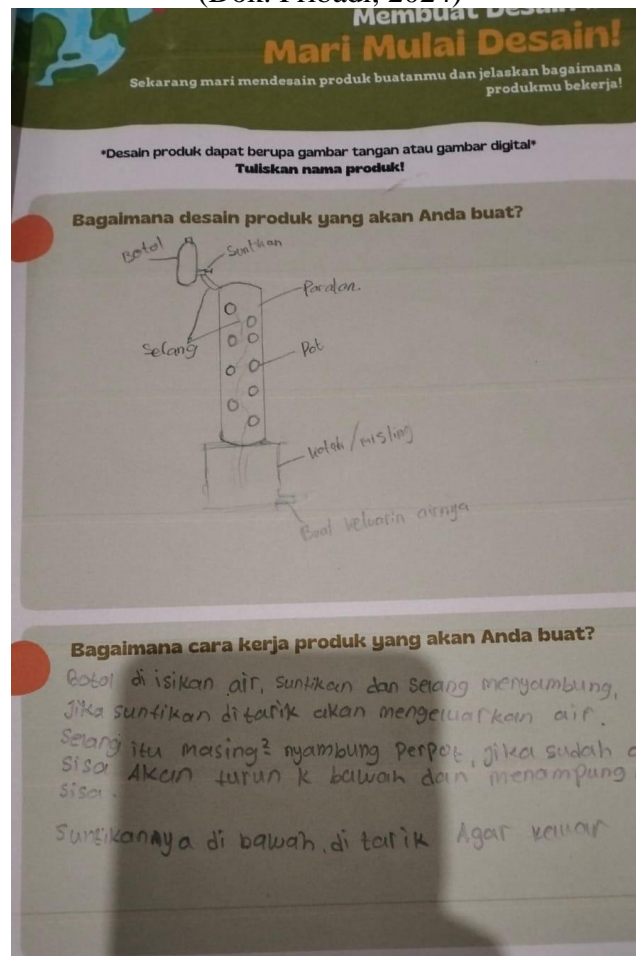 (Dok. Pribadi, 2024)
Membuat Desain
Mari Mulai Desain!
Sekarang mari mendesain produk buatanmu dan jelaskan bagaimana
produkmu bekerja!
*Desain produk dapat berupa gambar tangan atau gambar digital*
Tuliskan nama produk!
Bagaimana desain produk yang akan Anda buat?
Botol
Suntikan
Paralon.
Selang
Pot
kotak /
Buat keluarin airnya
Bagaimana cara kerja produk yang akan Anda buat?
Botol di isikan air, suntikan dan selang menyambung,
Jika suntikan ditarik akan mengeluarkan air.
Selang itu masing² nyambung perpot, jika sudah
sisa Akan turun k bawah dan menampung
sisa.
Suntikannya di bawah, di tarik Agar keluar